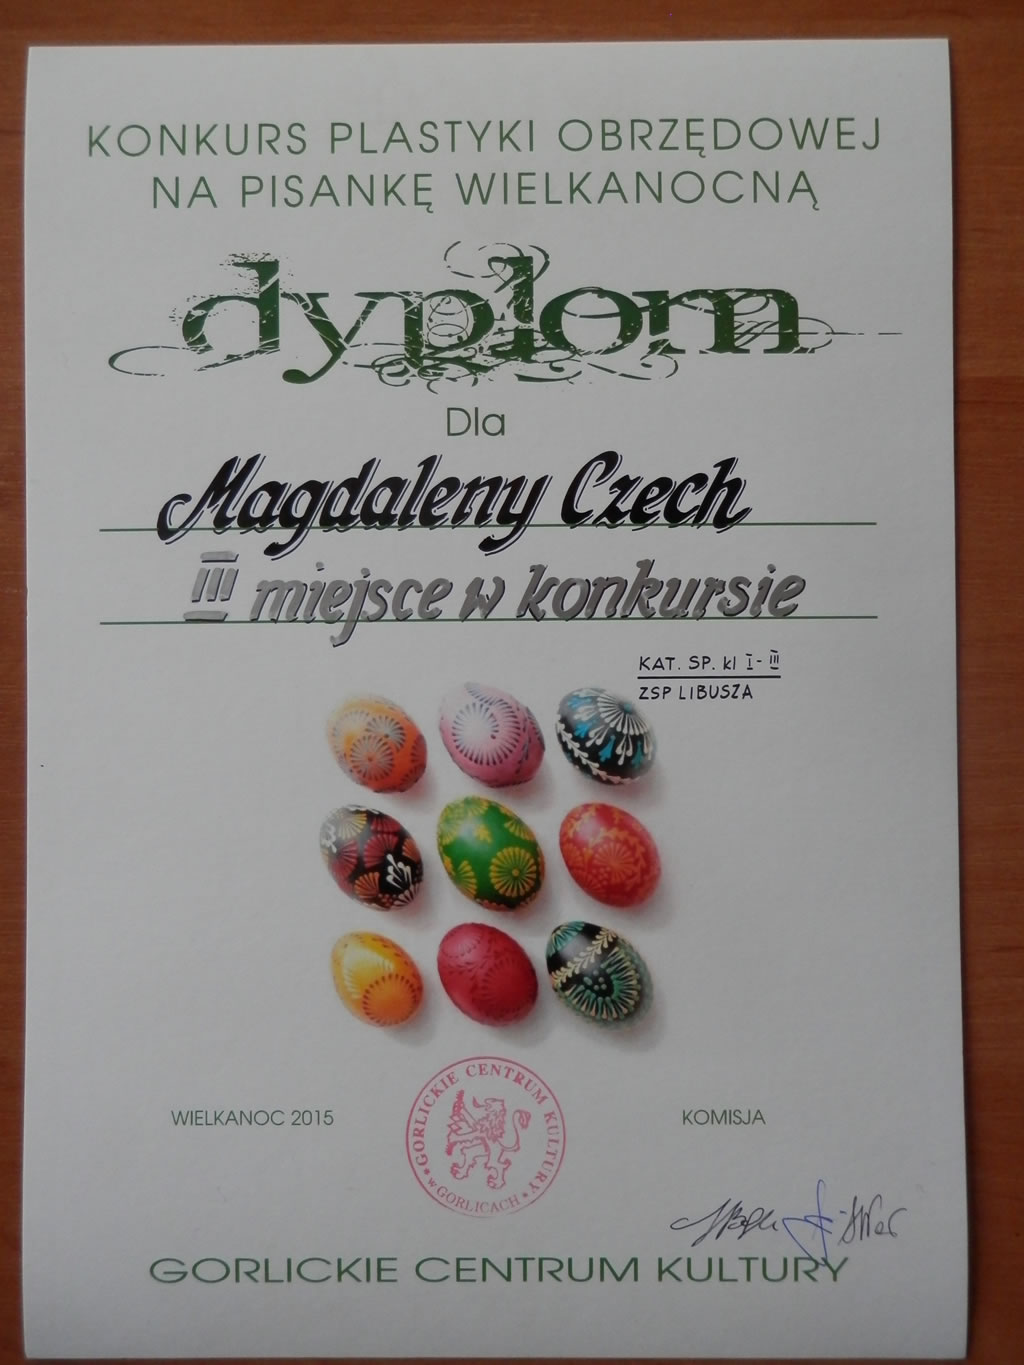 KONKURS PLASTYKI OBRZĘDOWEJ
NA PISANKĘ WIELKANOCNĄ
dyplom
Dla
Magdaleny Czech
III miejsce w konkursie
KAT. SP. kl I-III
ZSP LIBUSZA
WIELKANOC 2015
GORLICKIE CENTRUM KULTURY
w GORLICACH
KOMISJA
GORLICKIE CENTRUM KULTURY